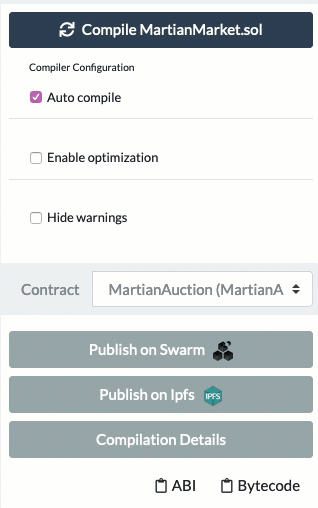 Compile MartianMarket.sol
Compiler Configuration
Auto compile
Enable optimization
Hide warnings
Contract MartianAuction (MartianA
Publish on Swarm
Publish on Ipfs IPFS
Compilation Details
ABI Bytecode